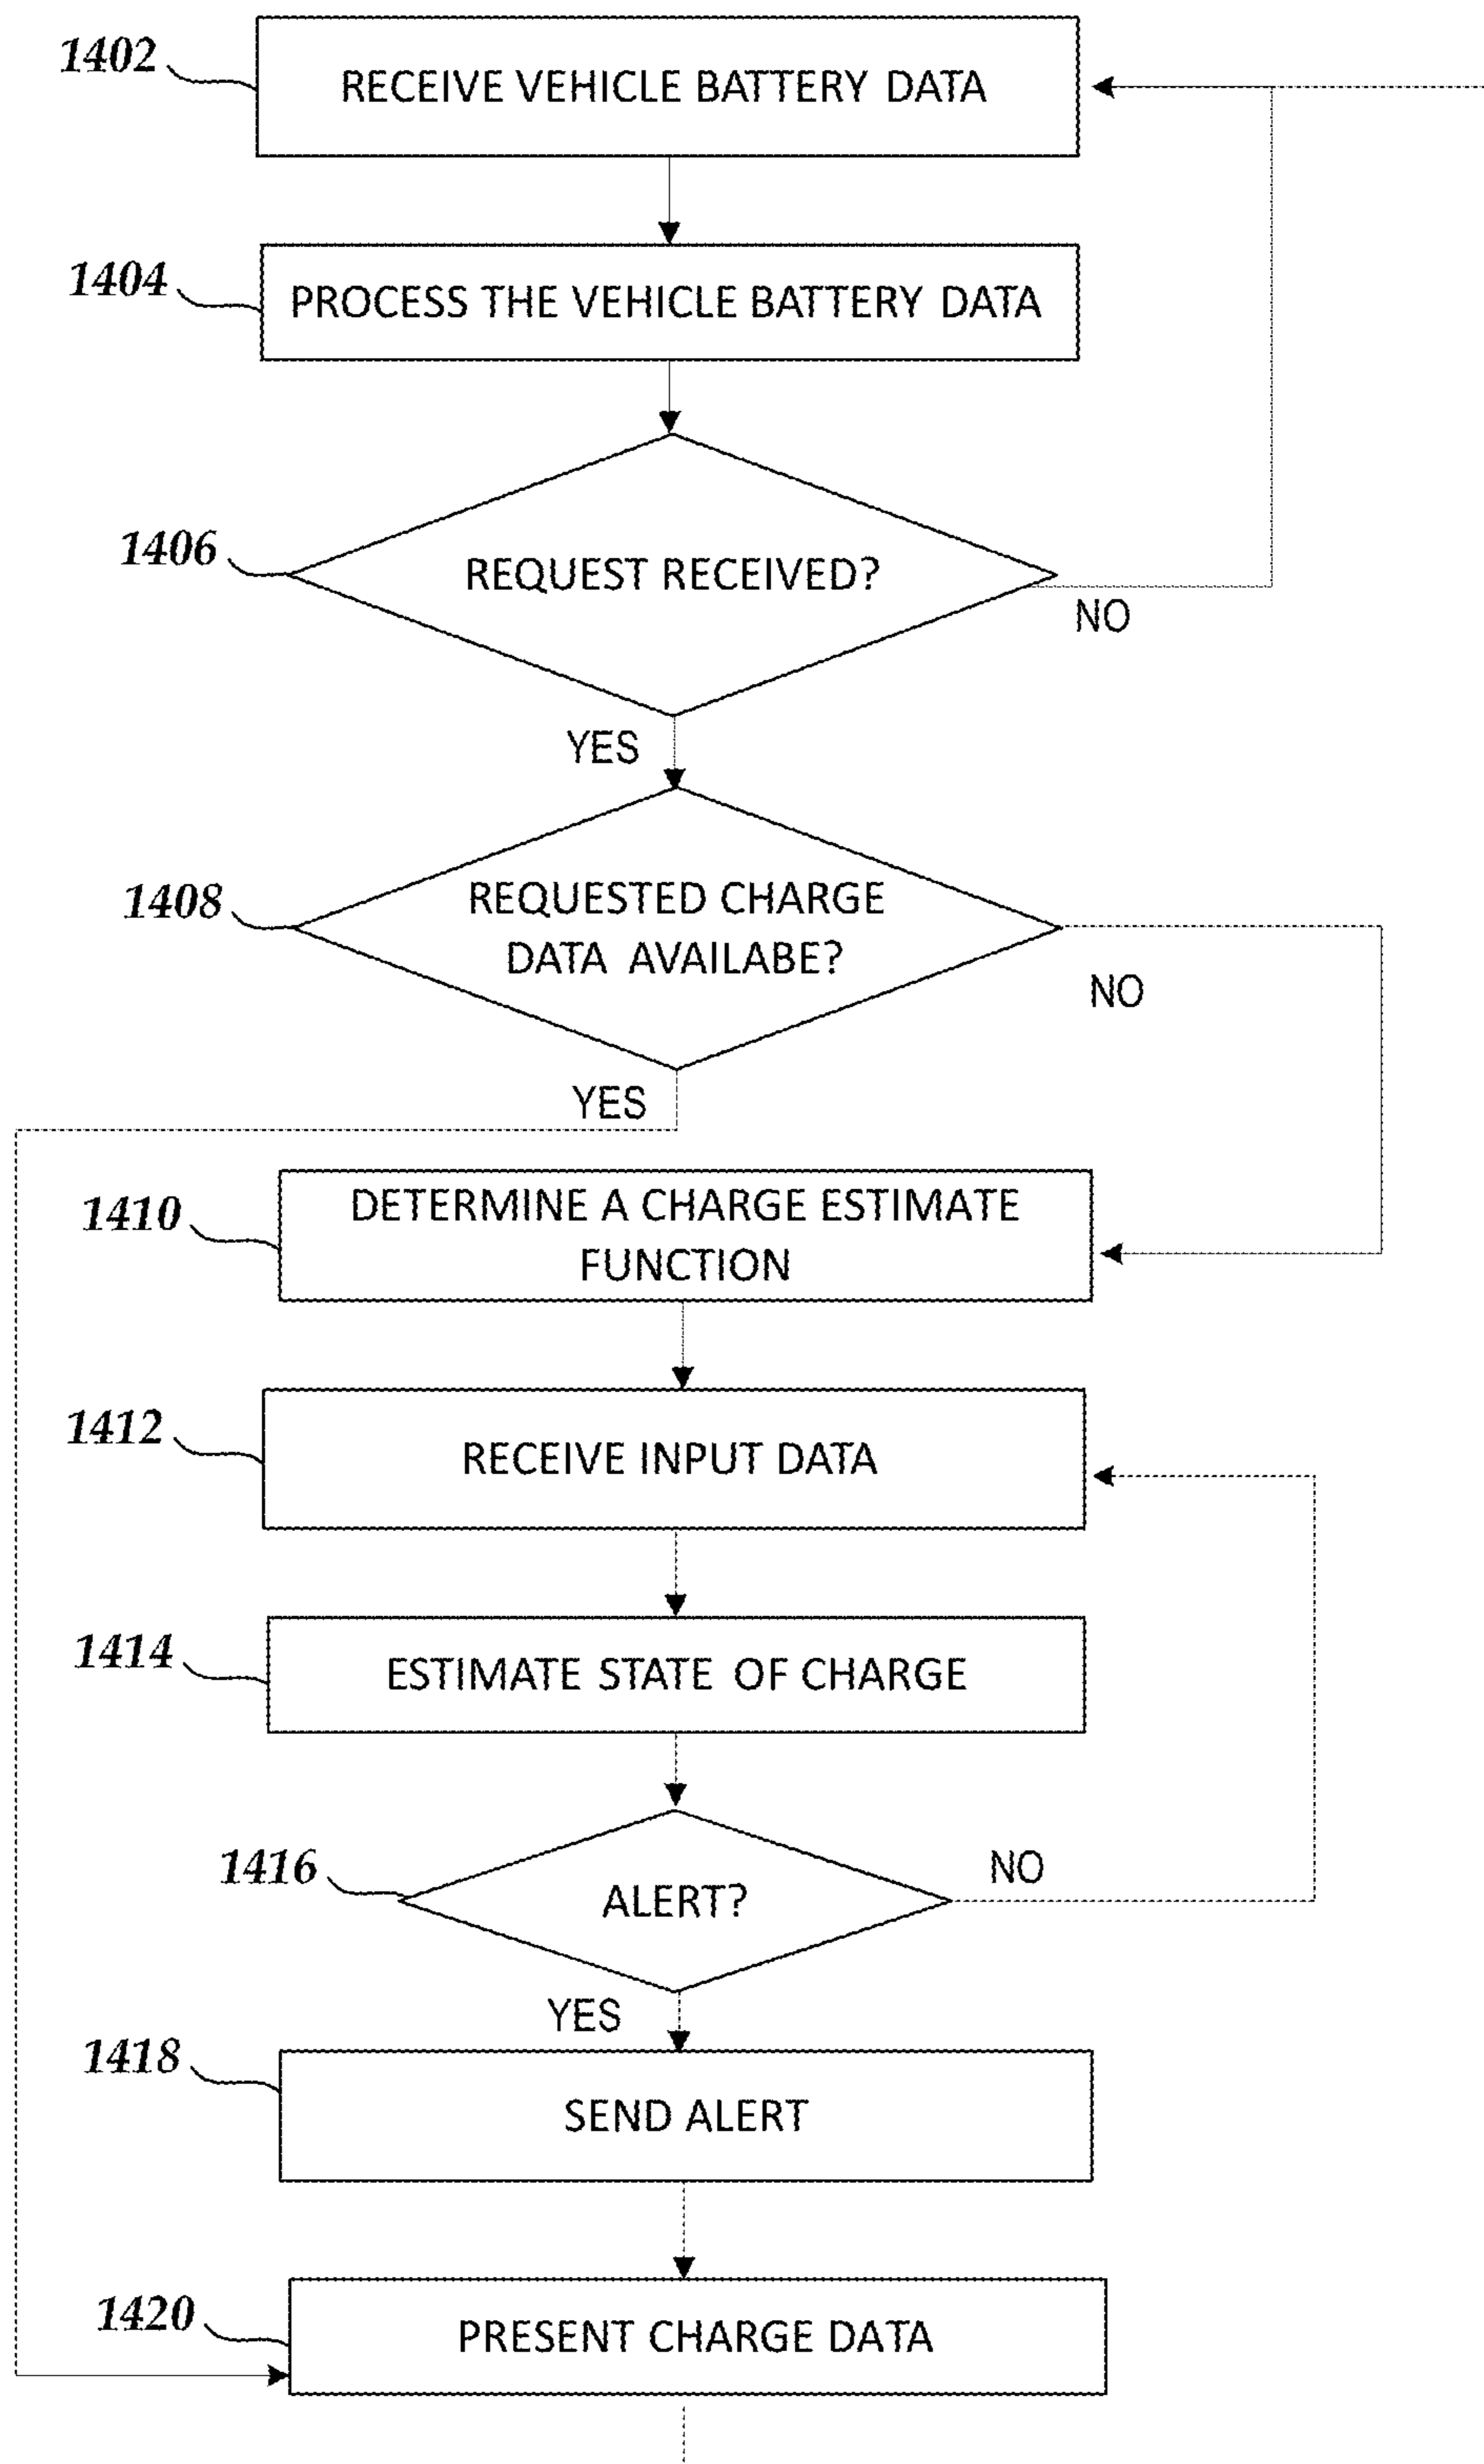 1402
RECEIVE VEHICLE BATTERY DATA
1404
PROCESS THE VEHICLE BATTERY DATA
1406
REQUEST RECEIVED?
NO
YES
1408
REQUESTED CHARGE
DATA AVAILABE?
NO
YES
1410
DETERMINE A CHARGE ESTIMATE
FUNCTION
1412
RECEIVE INPUT DATA
1414
ESTIMATE STATE OF CHARGE
1416
ALERT?
NO
YES
1418
SEND ALERT
1420
PRESENT CHARGE DATA